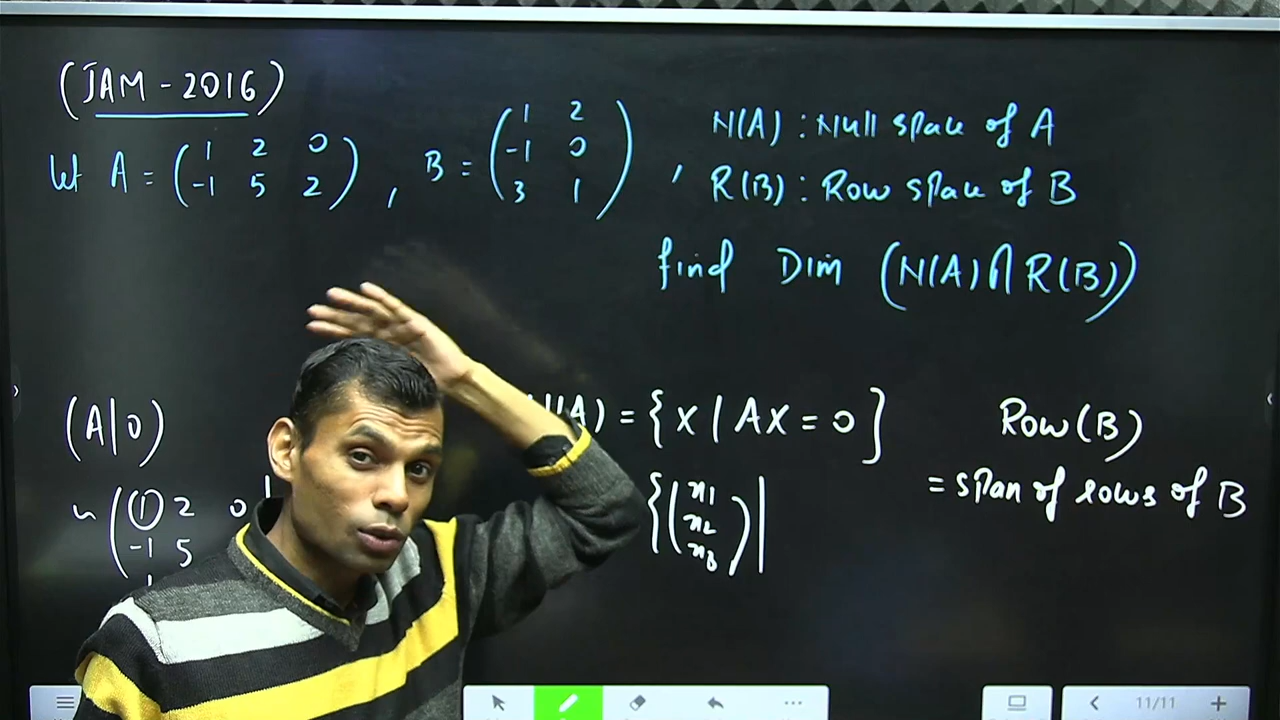 (JAM - 2016)
Let A = ( 1 2 0 ; -1 5 2 ) , B = ( 1 2 ; -1 0 ; 3 1 ) , N(A) : Null space of A
R(B) : Row space of B
find Dim (N(A) ∩ R(B))
(A|0)
~ ( 1 2 0 | ; -1 5
N(A) = { X | AX = 0 }
{ ( x1 ; x2 ; x3 ) |
Row(B)
= span of rows of B
11/11